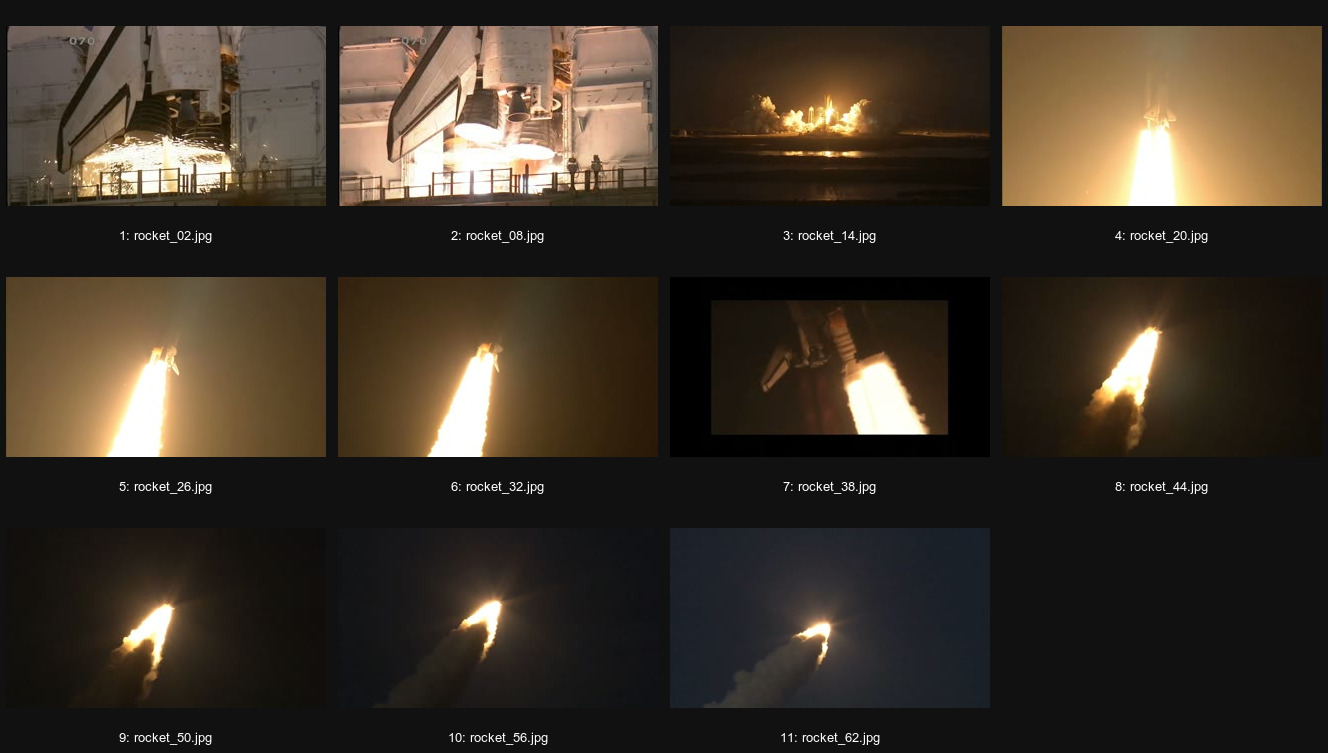 070
1: rocket_02.jpg
2: rocket_08.jpg
3: rocket_14.jpg
4: rocket_20.jpg
5: rocket_26.jpg
6: rocket_32.jpg
7: rocket_38.jpg
8: rocket_44.jpg
9: rocket_50.jpg
10: rocket_56.jpg
11: rocket_62.jpg